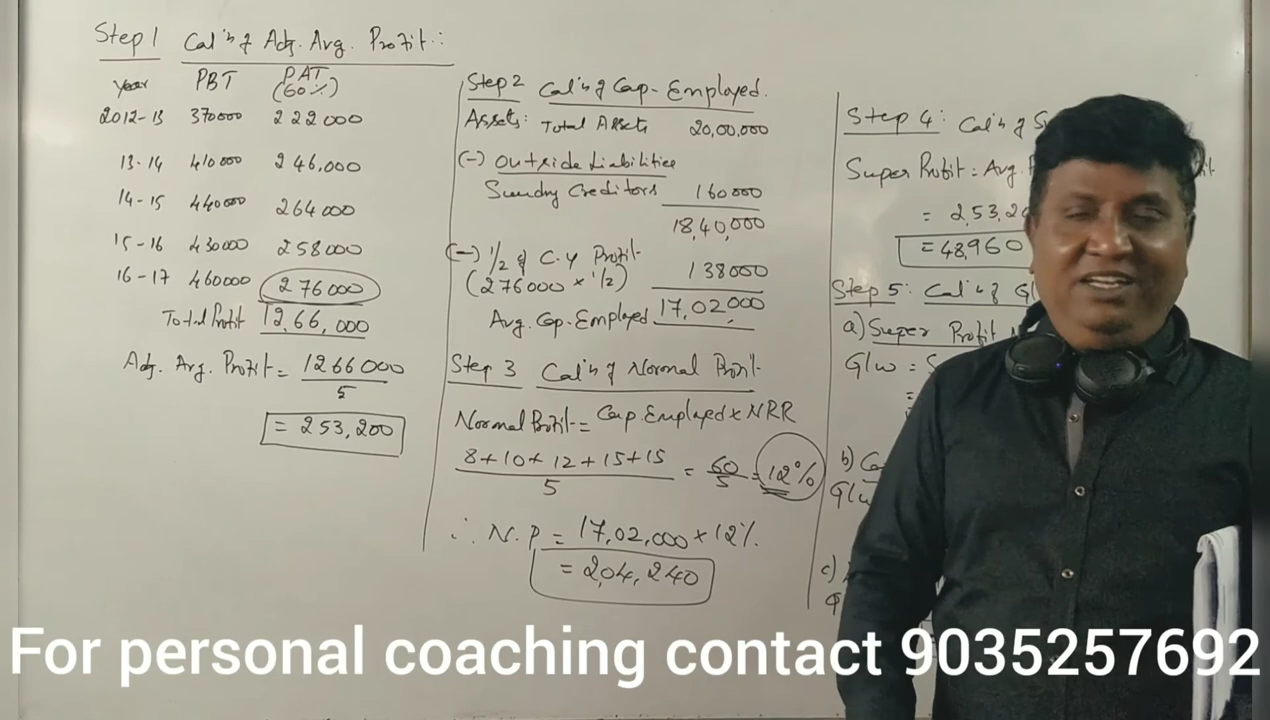 Step 1 Cal'n of Adj. Avg. Profit :
Year PBT PAT (60%)
2012-13 370000 222000
13-14 410000 246,000
14-15 440000 264000
15-16 430000 258000
16-17 460000 276000
Total Profit 12,66,000
Adj. Avg. Profit = 1266000
5
= 253,200
Step 2 Cal'n of Cap. Employed.
Assets: Total Assets 20,00,000
(-) Outside Liabilities
Sundry Creditors 160000
18,40,000
(-) 1/2 of C.Y Profit
(276000 × 1/2) 138000
Avg. Cap. Employed 17,02,000
Step 3 Cal'n of Normal Profit
Normal Profit = Cap. Employed × NRR
8+10+12+15+15 = 60 = 12%
5 5
∴ N.P = 17,02,000 × 12%
= 2,04,240
Step 4: Cal'n of
Super Profit = Avg.
= 2,53,20
= 48,960
Step 5: Cal'n of
a) Super Profit
G/w =
b)
G/w
c)
For personal coaching contact 9035257692